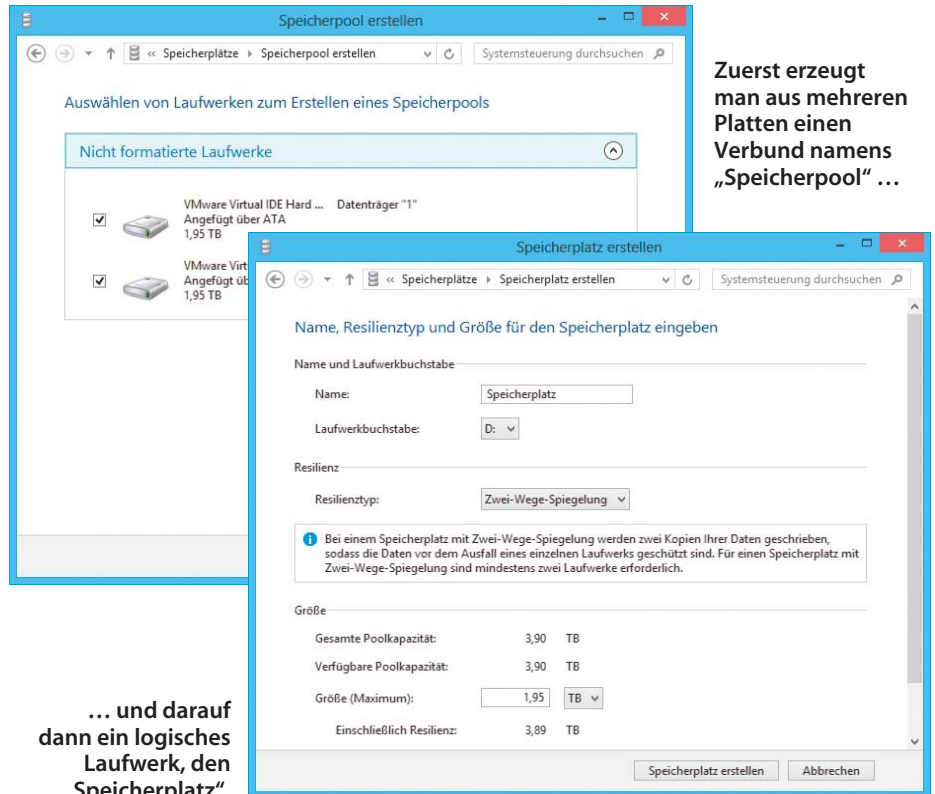 Speicherpool erstellen
« Speicherplätze ▸ Speicherpool erstellen
Systemsteuerung durchsuchen
Auswählen von Laufwerken zum Erstellen eines Speicherpools
Nicht formatierte Laufwerke
VMware Virtual IDE Hard ... Datenträger "1"
Angefügt über ATA
1,95 TB
VMware Virt
Angefügt üb
1,95 TB
Zuerst erzeugt
man aus mehreren
Platten einen
Verbund namens
„Speicherpool“ …
Speicherplatz erstellen
« Speicherplätze ▸ Speicherplatz erstellen
Systemsteuerung durchsuchen
Name, Resilienztyp und Größe für den Speicherplatz eingeben
Name und Laufwerkbuchstabe
Name: Speicherplatz
Laufwerkbuchstabe: D:
Resilienz
Resilienztyp: Zwei-Wege-Spiegelung
Bei einem Speicherplatz mit Zwei-Wege-Spiegelung werden zwei Kopien Ihrer Daten geschrieben,
sodass die Daten vor dem Ausfall eines einzelnen Laufwerks geschützt sind. Für einen Speicherplatz mit
Zwei-Wege-Spiegelung sind mindestens zwei Laufwerke erforderlich.
Größe
Gesamte Poolkapazität: 3,90 TB
Verfügbare Poolkapazität: 3,90 TB
Größe (Maximum): 1,95 TB
Einschließlich Resilienz: 3,89 TB
Speicherplatz erstellen Abbrechen
… und darauf
dann ein logisches
Laufwerk, den
Speicherplatz“